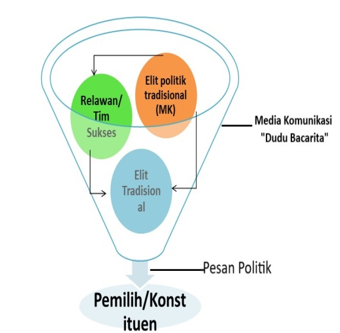 Elit politik
tradisional
(MK)
Relawan/
Tim
Sukses
Media Komunikasi
"Dudu Bacarita"
Elit
Tradision
al
Pesan Politik
Pemilih/Konst
ituen